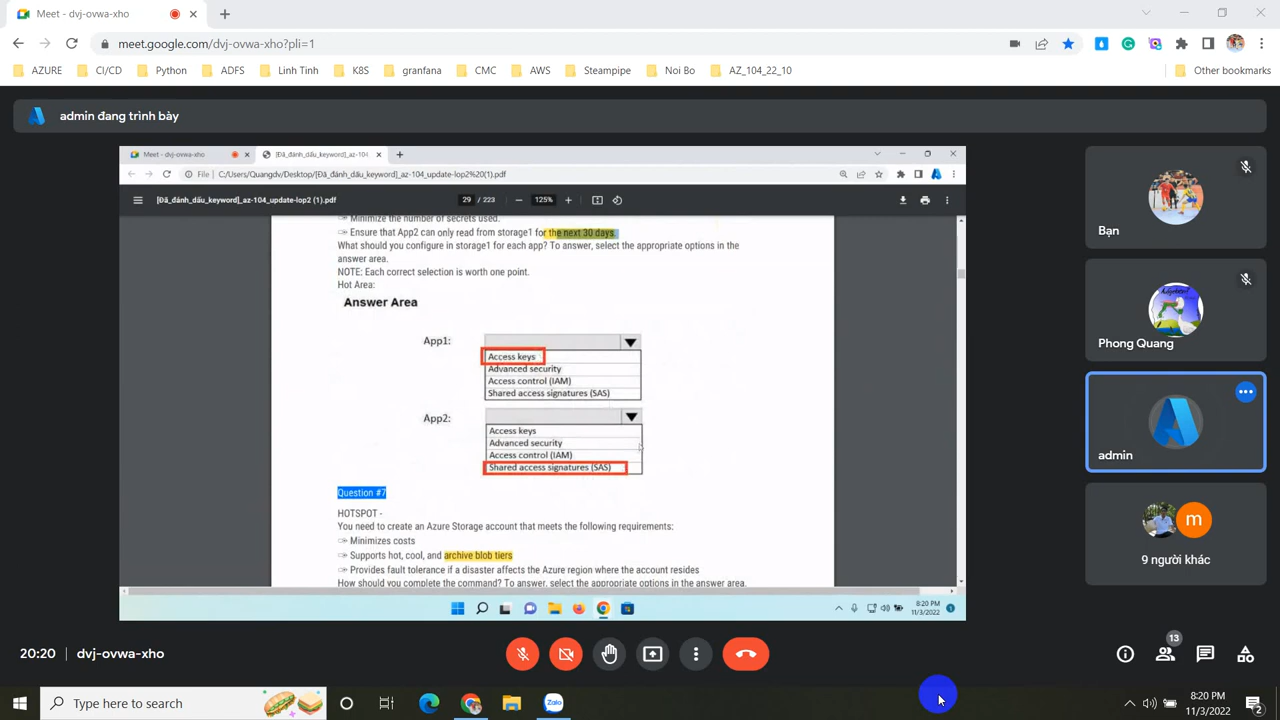 Meet - dvj-ovwa-xho
meet.google.com/dvj-ovwa-xho?pli=1
AZURE
CI/CD
Python
ADFS
Linh Tinh
K8S
granfana
CMC
AWS
Steampipe
Noi Bo
AZ_104_22_10
Other bookmarks
admin đang trình bày
Meet - dvj-ovwa-xho
[Đã_đánh_dấu_keyword]_az-104_
File
C:/Users/Quangdv/Desktop/[Đã_đánh_dấu_keyword]_az-104_update-lop2%20(1).pdf
[Đã_đánh_dấu_keyword]_az-104_update-lop2 (1).pdf
29 / 223
125%
Minimize the number of secrets used.
Ensure that App2 can only read from storage1 for the next 30 days.
What should you configure in storage1 for each app? To answer, select the appropriate options in the
answer area.
NOTE: Each correct selection is worth one point.
Hot Area:
Answer Area
App1:
Access keys
Advanced security
Access control (IAM)
Shared access signatures (SAS)
App2:
Access keys
Advanced security
Access control (IAM)
Shared access signatures (SAS)
Question #7
HOTSPOT -
You need to create an Azure Storage account that meets the following requirements:
Minimizes costs
Supports hot, cool, and archive blob tiers
Provides fault tolerance if a disaster affects the Azure region where the account resides
How should you complete the command? To answer, select the appropriate options in the answer area.
8:20 PM
11/3/2022
1
Bạn
Phong Quang
admin
m
9 người khác
20:20 | dvj-ovwa-xho
13
Type here to search
Zalo
8:20 PM
11/3/2022
2